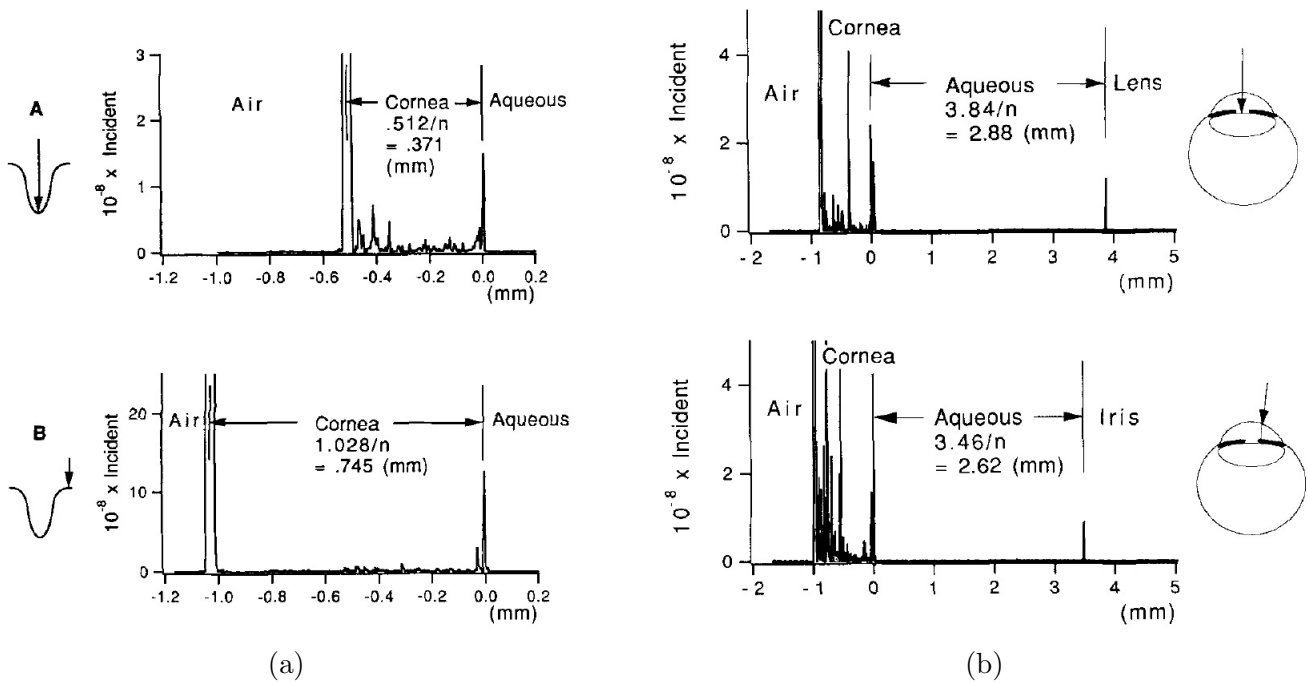 A
3
2
1
0
10⁻⁸ x Incident
Air
Cornea
.512/n
= .371
(mm)
Aqueous
-1.2 -1.0 -0.8 -0.6 -0.4 -0.2 0.0 0.2
(mm)
B
20
10
0
10⁻⁸ x Incident
Air
Cornea
1.028/n
= .745 (mm)
Aqueous
-1.2 -1.0 -0.8 -0.6 -0.4 -0.2 0.0 0.2
(mm)
(a)
4
2
0
10⁻⁸ x Incident
Cornea
Air
Aqueous
3.84/n
= 2.88 (mm)
Lens
-2 -1 0 1 2 3 4 5
(mm)
4
2
0
10⁻⁸ x Incident
Cornea
Air
Aqueous
3.46/n
= 2.62 (mm)
Iris
-2 -1 0 1 2 3 4 5
(mm)
(b)